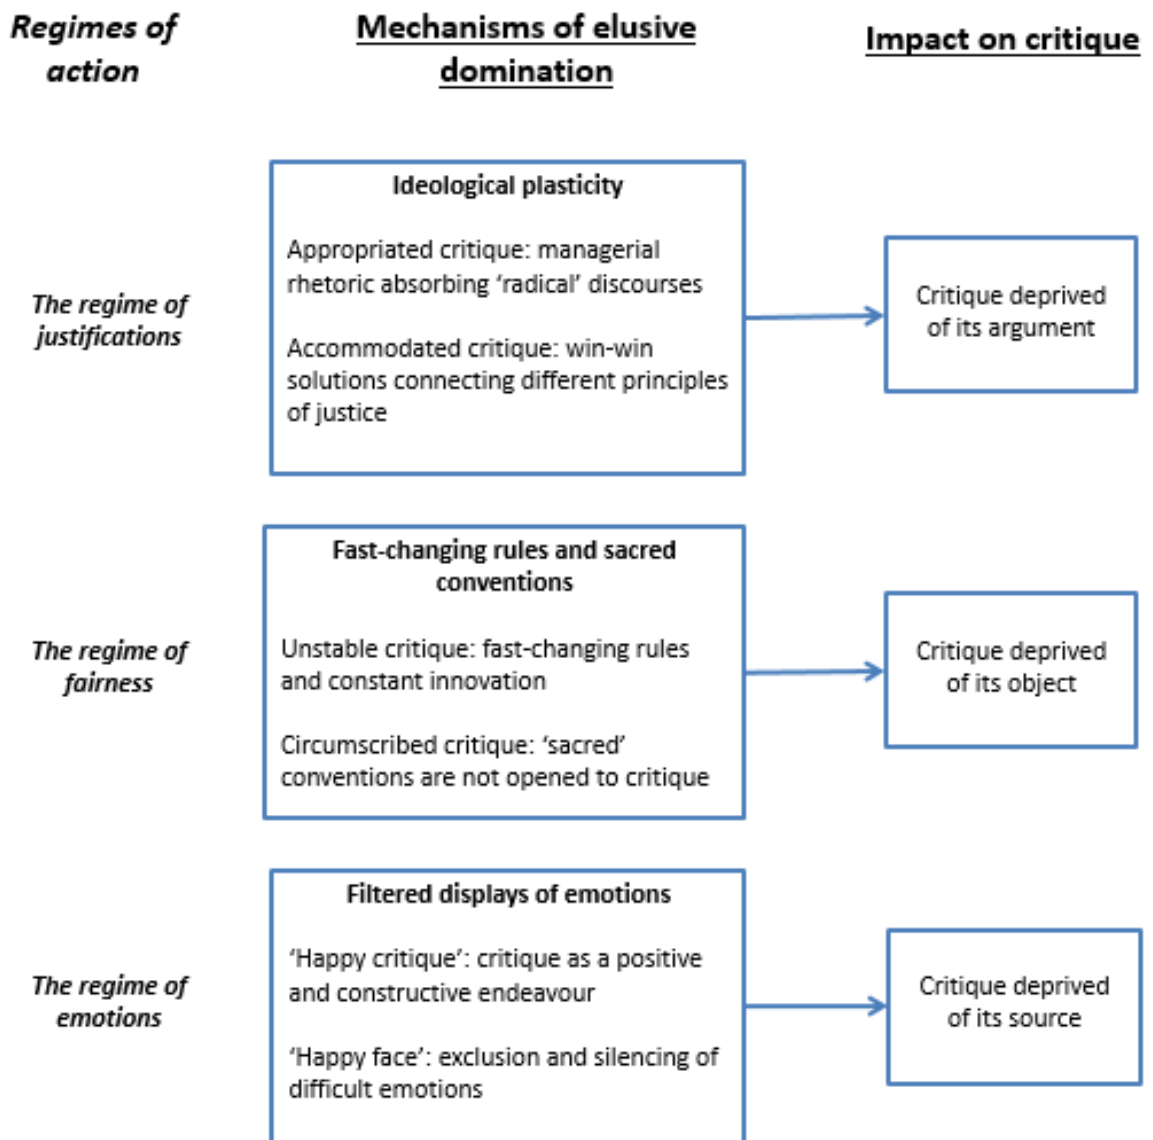 Regimes of
action
Mechanisms of elusive
domination
Impact on critique
The regime of
justifications
Ideological plasticity
Appropriated critique: managerial
rhetoric absorbing ‘radical’ discourses
Accommodated critique: win-win
solutions connecting different principles
of justice
Critique deprived
of its argument
The regime of
fairness
Fast-changing rules and sacred
conventions
Unstable critique: fast-changing rules
and constant innovation
Circumscribed critique: ‘sacred’
conventions are not opened to critique
Critique deprived
of its object
The regime of
emotions
Filtered displays of emotions
‘Happy critique’: critique as a positive
and constructive endeavour
‘Happy face’: exclusion and silencing of
difficult emotions
Critique deprived
of its source